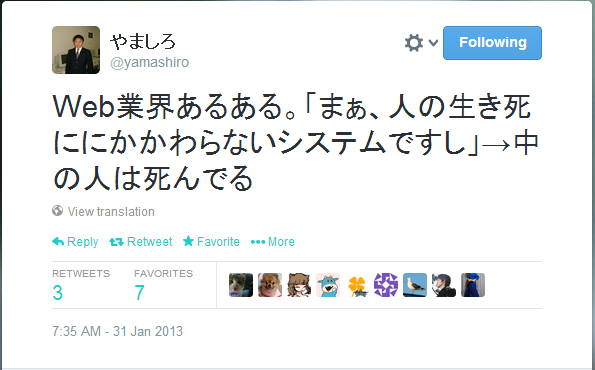 やましろ
@yamashiro
Following
Web業界あるある。「まぁ、人の生き死
ににかかわらないシステムですし」→中
の人は死んでる
View translation
Reply Retweet Favorite More
RETWEETS FAVORITES
3 7
7:35 AM - 31 Jan 2013